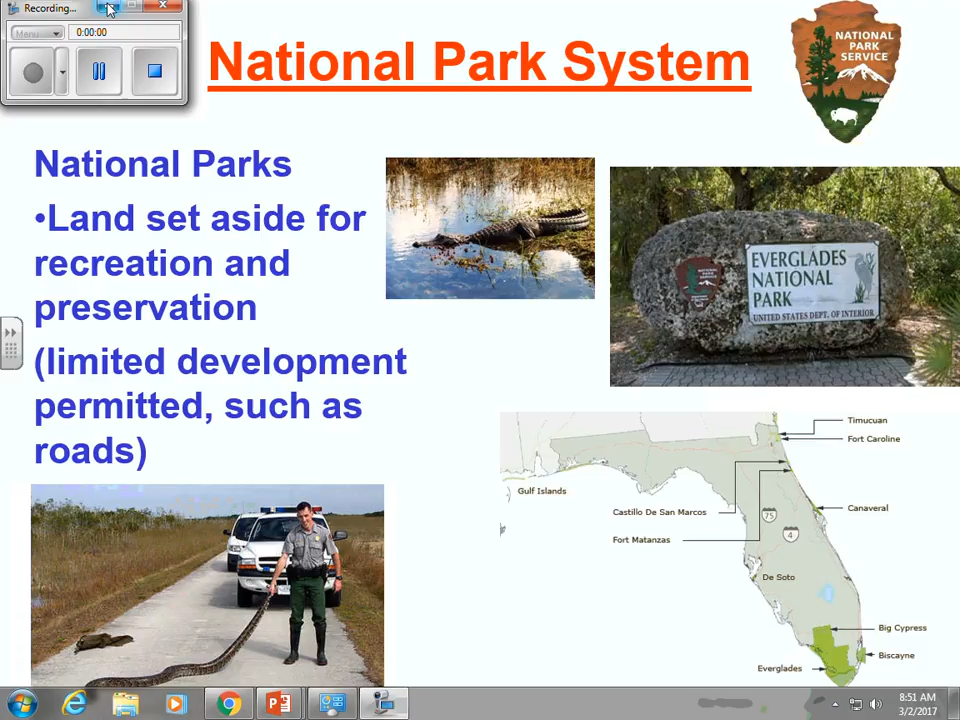 Recording...
Menu
0:00:00
National Park System
NATIONAL
PARK
SERVICE
National Parks
•Land set aside for
recreation and
preservation
(limited development
permitted, such as
roads)
EVERGLADES
NATIONAL
PARK
UNITED STATES DEPT. OF INTERIOR
Timucuan
Fort Caroline
Gulf Islands
Castillo De San Marcos
75
Canaveral
4
Fort Matanzas
De Soto
Big Cypress
Biscayne
Everglades
8:51 AM
3/2/2017